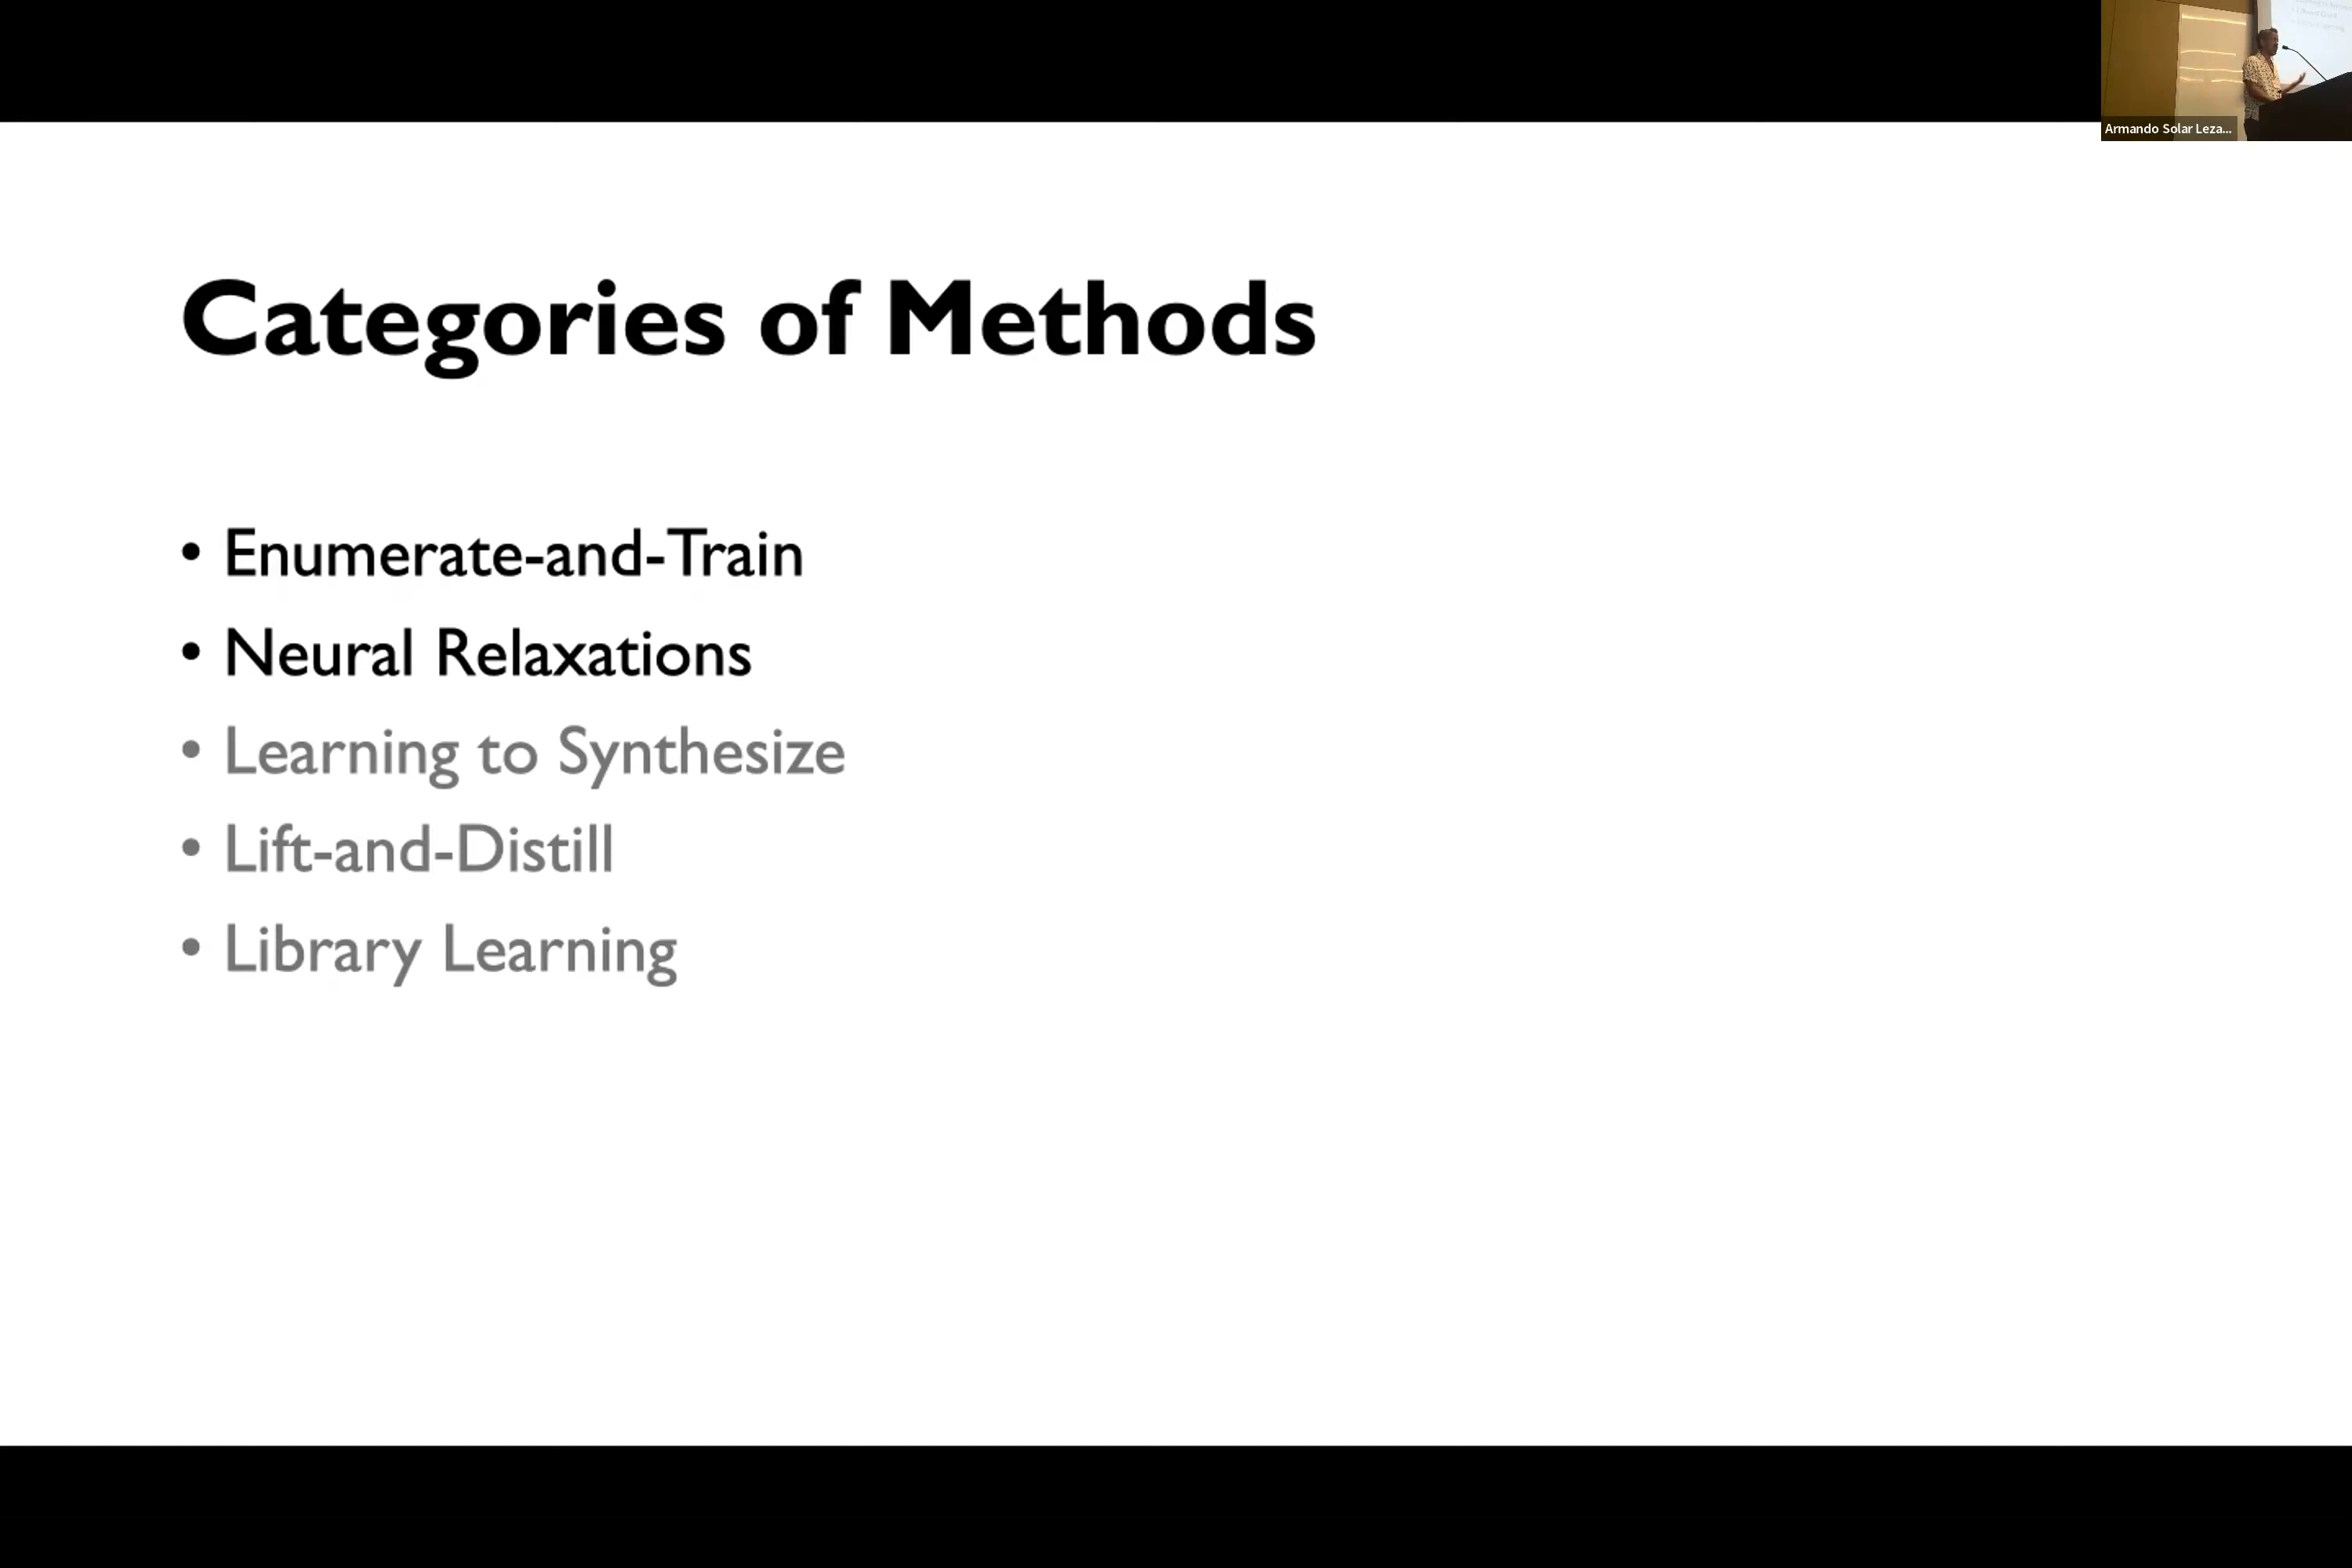 Armando Solar Leza...
Categories of Methods
• Enumerate-and-Train
• Neural Relaxations
• Learning to Synthesize
• Lift-and-Distill
• Library Learning